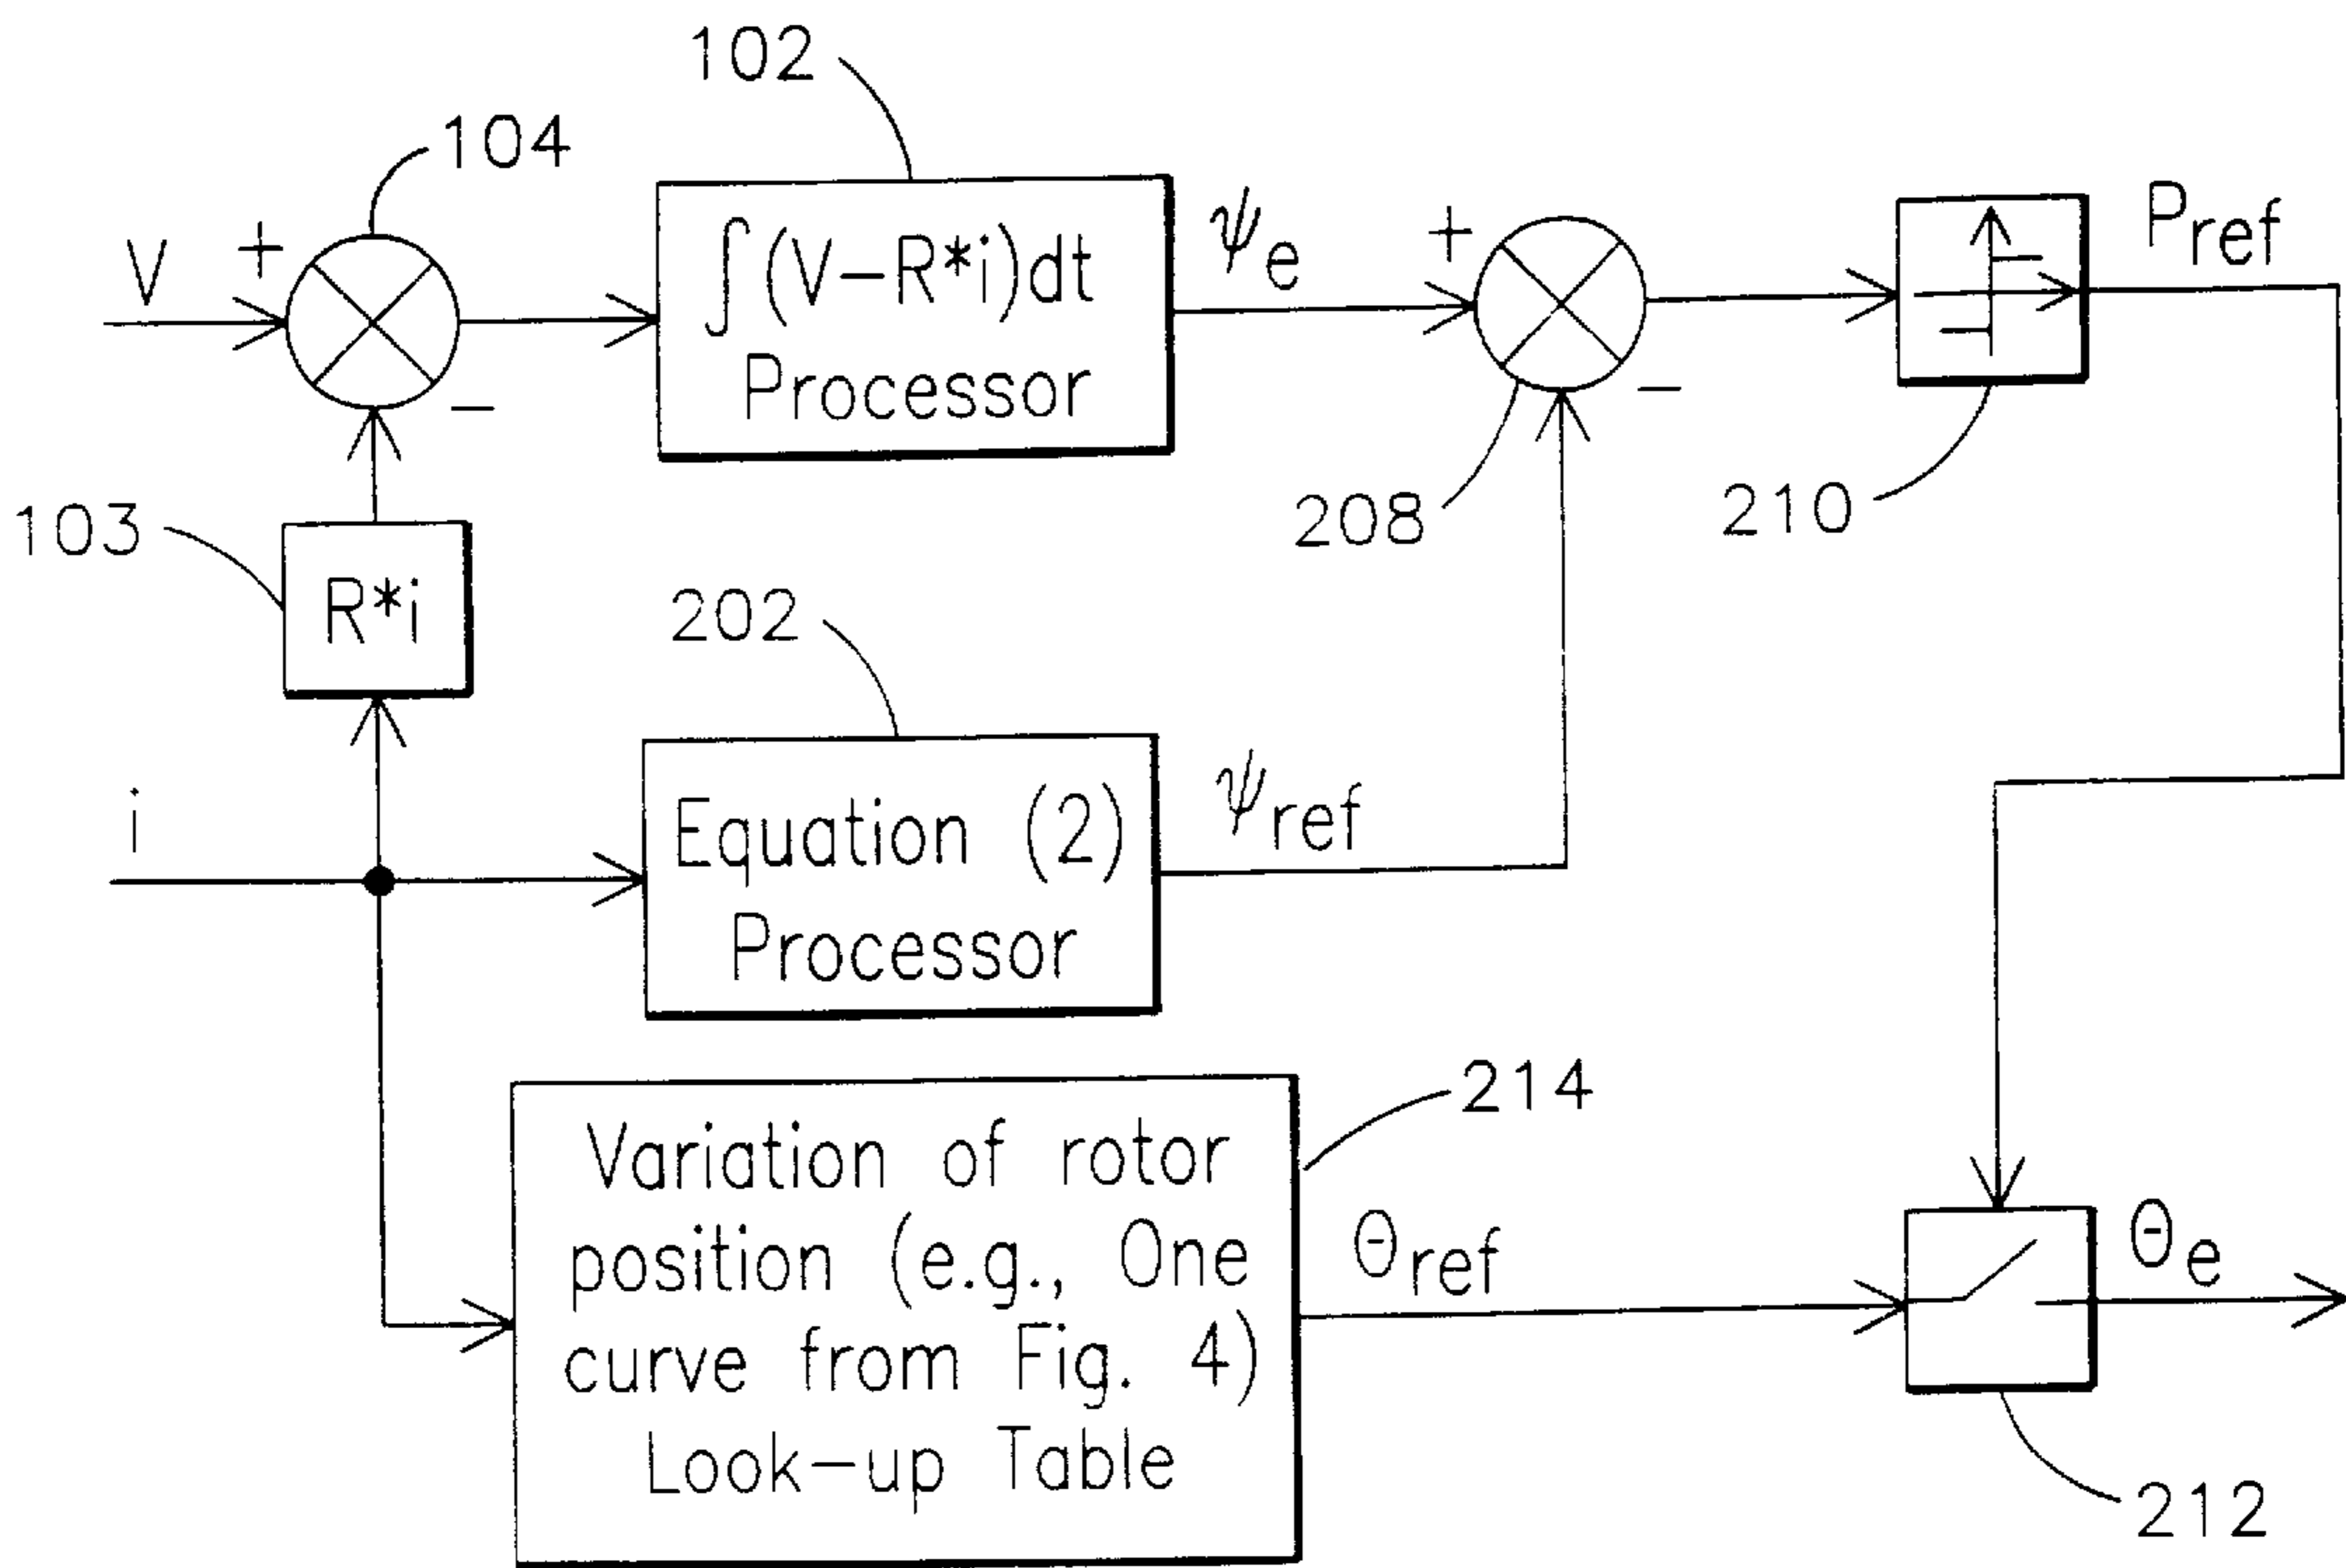 102
104
V
+
−
∫(V−R*i)dt
Processor
ψe
+
−
Pref
103
R*i
208
210
202
i
Equation (2)
Processor
ψref
214
Variation of rotor
position (e.g., One
curve from Fig. 4)
Look-up Table
θref
θe
212